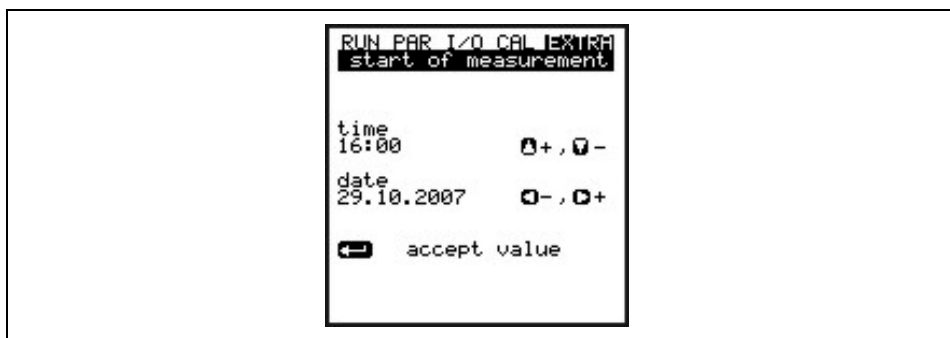 RUN PAR I/O CAL EXTRA
start of measurement
time
16:00 +,-
date
29.10.2007 -,+
accept value